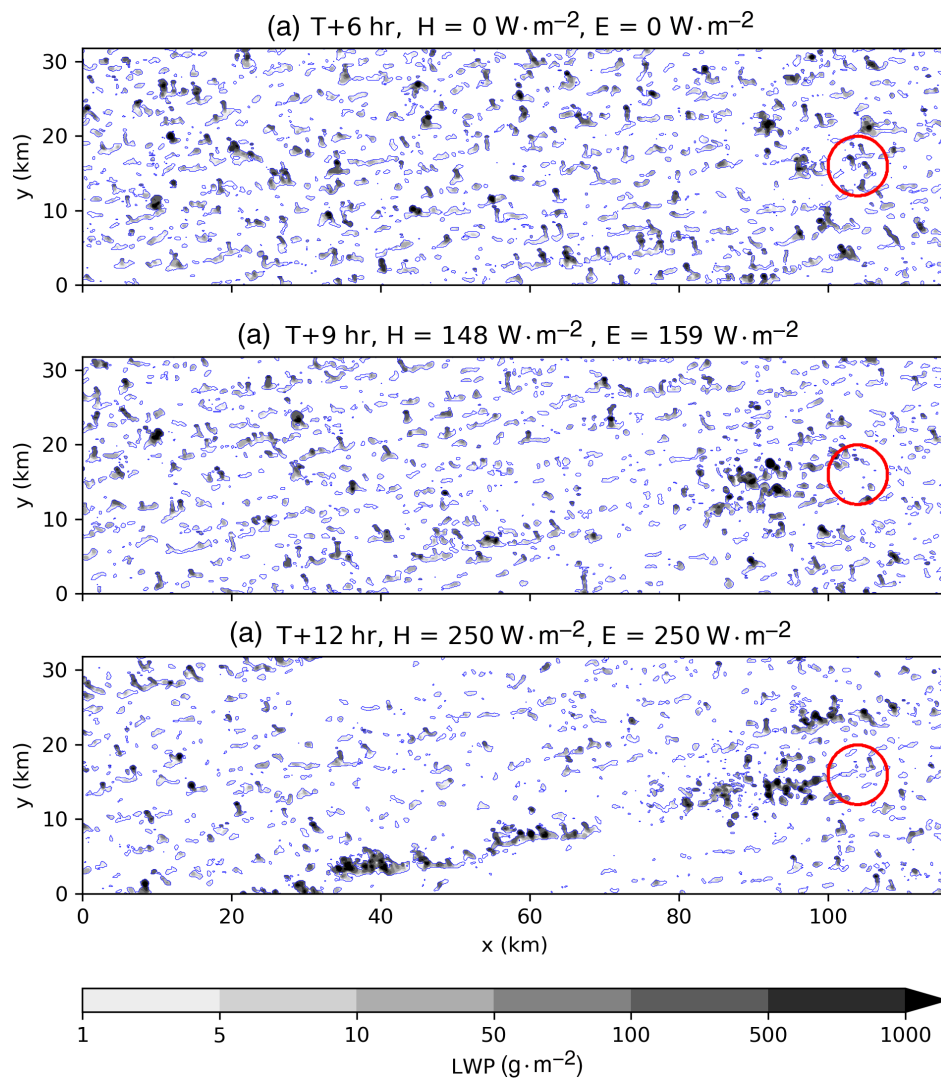 (a) T+6 hr, H = 0 W·m⁻², E = 0 W·m⁻²
30
20
10
0
y (km)
(a) T+9 hr, H = 148 W·m⁻² , E = 159 W·m⁻²
30
20
10
0
y (km)
(a) T+12 hr, H = 250 W·m⁻², E = 250 W·m⁻²
30
20
10
0
y (km)
0 20 40 60 80 100
x (km)
1 5 10 50 100 500 1000
LWP (g·m⁻²)